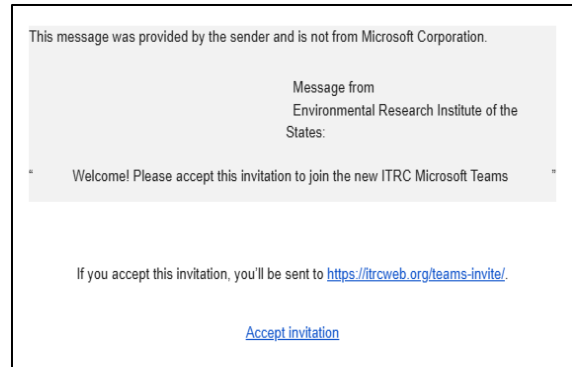 This message was provided by the sender and is not from Microsoft Corporation.
Message from
Environmental Research Institute of the
States:
“ Welcome! Please accept this invitation to join the new ITRC Microsoft Teams ”
If you accept this invitation, you'll be sent to https://itrcweb.org/teams-invite/.
Accept invitation